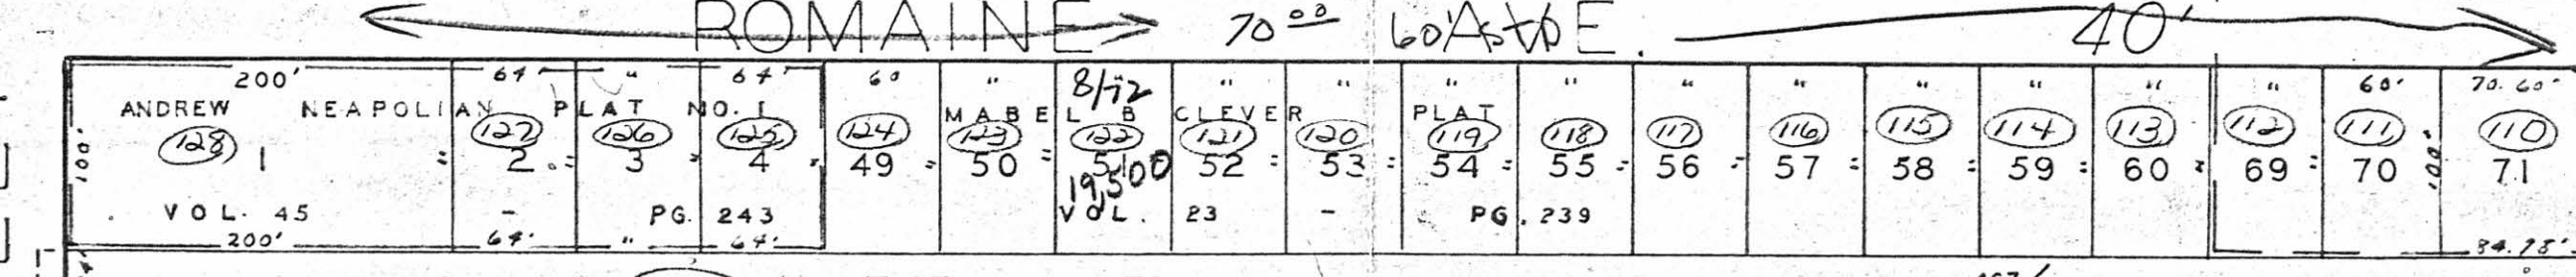 ROMAINE 70 00 60' AVE. 40'
200' 64' " 64' 60 " 8/72 " " " " " " " " " " 60' 70.60'
ANDREW NEAPOLIAN PLAT NO. 1 MABEL B CLEVER PLAT
128 127 126 125 124 123 122 121 120 119 118 117 116 115 114 113 112 111 110
100' 1 2 3 4 49 50 51 52 53 54 55 56 57 58 59 60 69 70 100' 71
19,500
VOL. 45 - PG. 243 VOL. 23 - PG. 239
200' 64' " 64' 84.78'